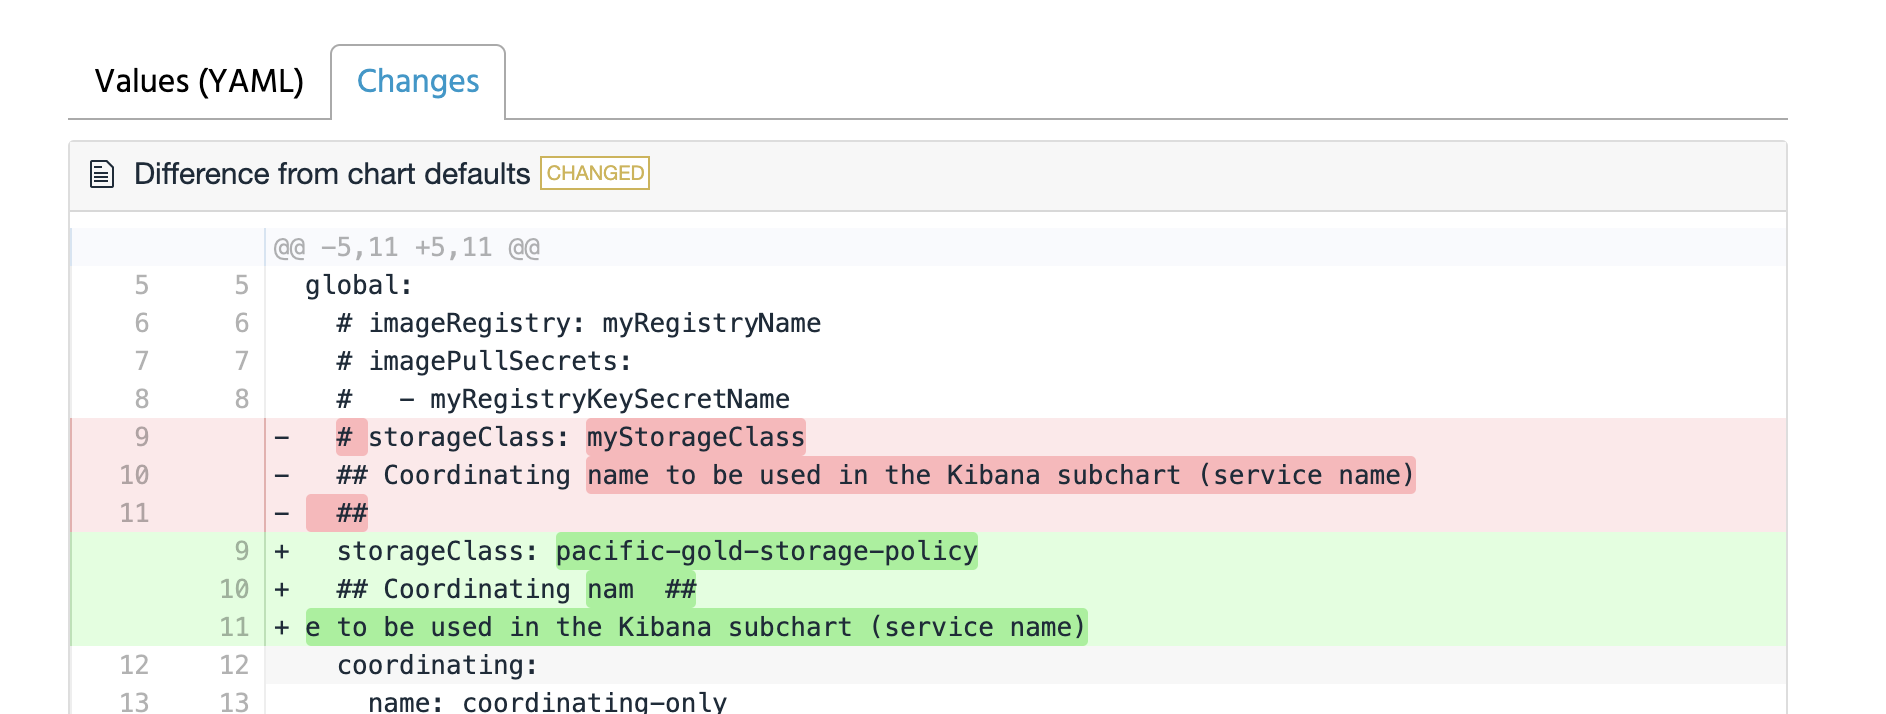 Values (YAML) Changes
Difference from chart defaults CHANGED
@@ -5,11 +5,11 @@
5 5 global:
6 6 # imageRegistry: myRegistryName
7 7 # imagePullSecrets:
8 8 #   - myRegistryKeySecretName
9 - # storageClass: myStorageClass
10 - ## Coordinating name to be used in the Kibana subchart (service name)
11 - ##
9 + storageClass: pacific-gold-storage-policy
10 + ## Coordinating nam  ##
11 + e to be used in the Kibana subchart (service name)
12 12 coordinating:
13 13 name: coordinating-only